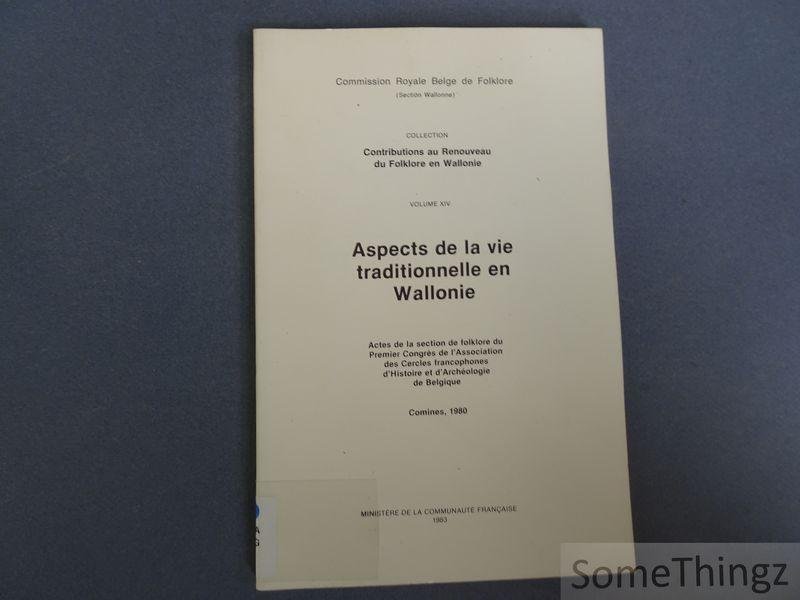 Commission Royale Belge de Folklore
(Section Wallonne)
COLLECTION
Contributions au Renouveau
du Folklore en Wallonie
VOLUME XIV
Aspects de la vie
traditionnelle en
Wallonie
Actes de la section de folklore du
Premier Congrès de l'Association
des Cercles francophones
d'Histoire et d'Archéologie
de Belgique
Comines, 1980
MINISTÈRE DE LA COMMUNAUTÉ FRANÇAISE
1983
A
G
SomeThingz